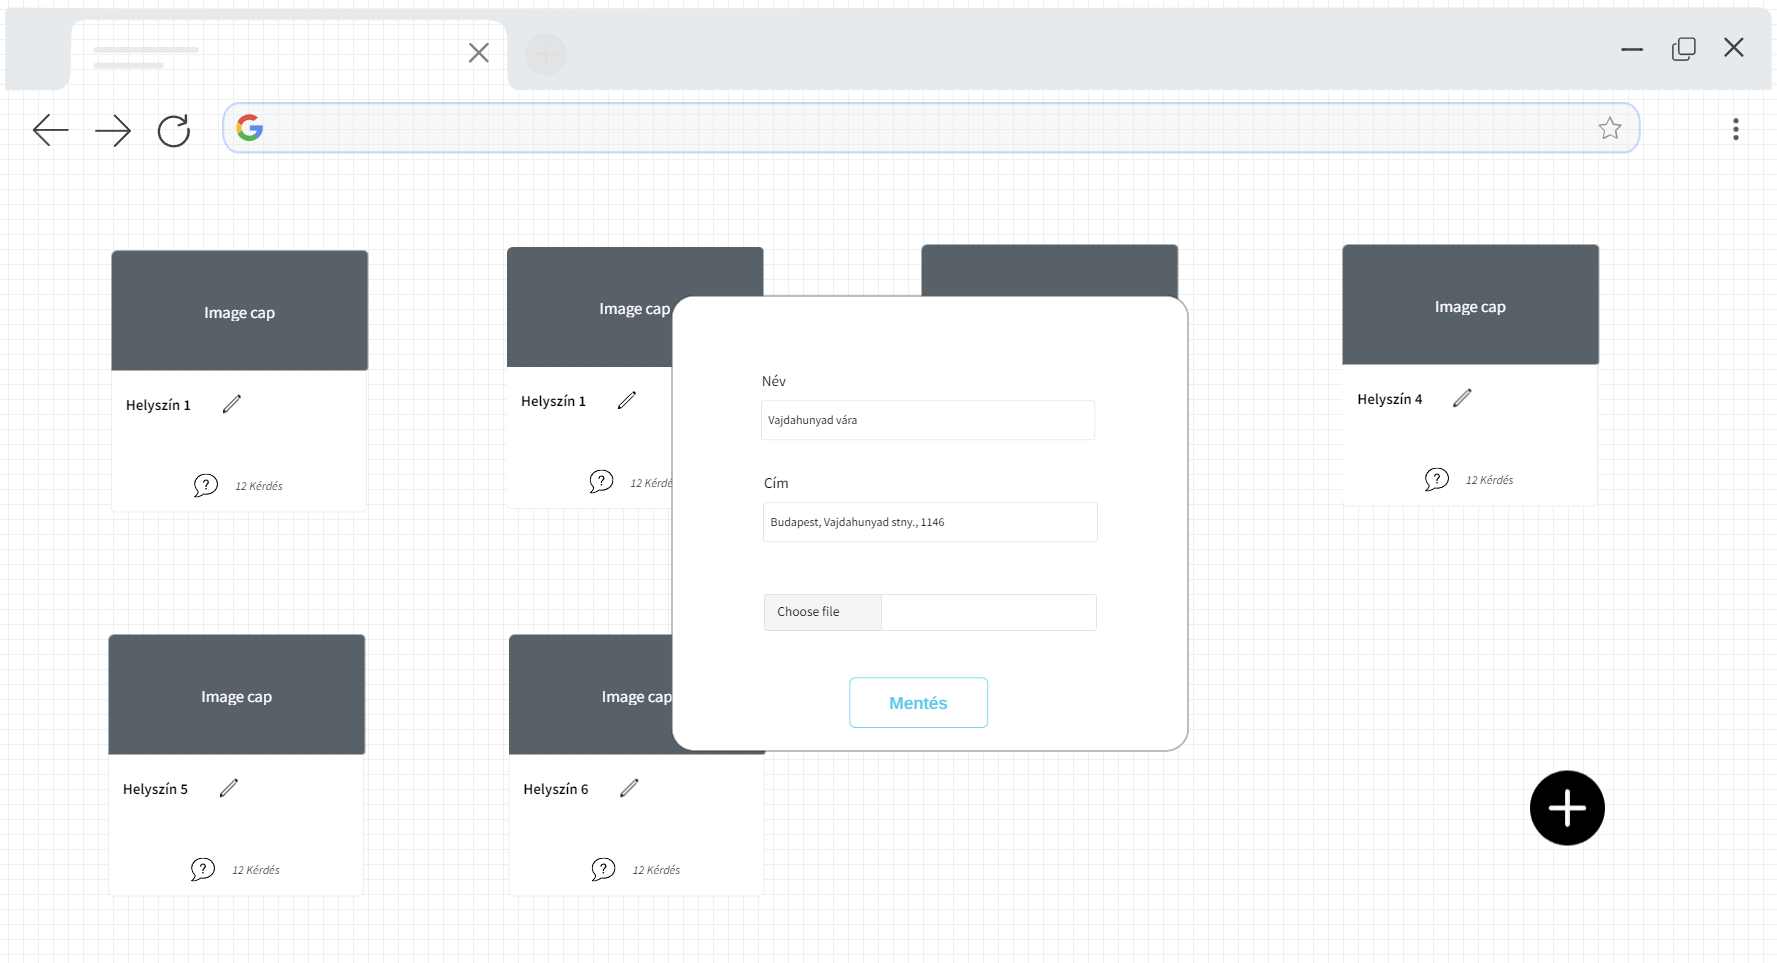 Image cap
Helyszín 1
12 Kérdés
Image cap
Helyszín 1
12 Kérdé
Image cap
Helyszín 4
12 Kérdés
Név
Vajdahunyad vára
Cím
Budapest, Vajdahunyad stny., 1146
Choose file
Mentés
Image cap
Helyszín 5
12 Kérdés
Image cap
Helyszín 6
12 Kérdés